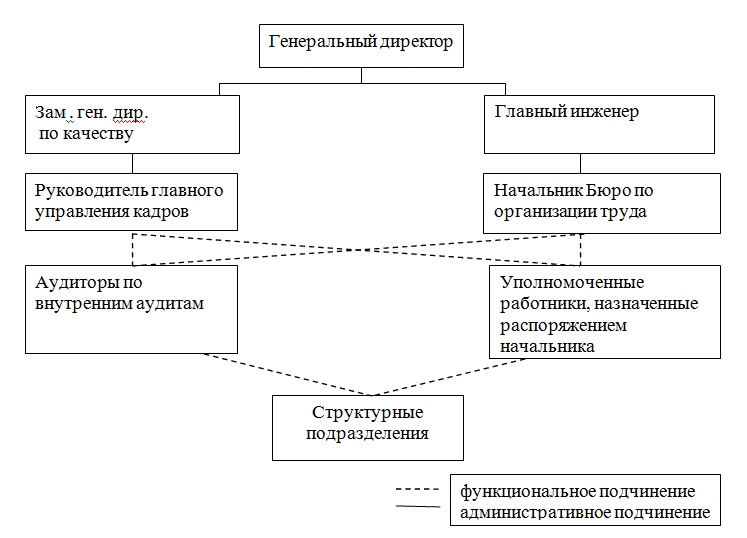 Генеральный директор
Зам . ген. дир.
по качеству
Главный инженер
Руководитель главного
управления кадров
Начальник Бюро по
организации труда
Аудиторы по
внутренним аудитам
Уполномоченные
работники, назначенные
распоряжением
начальника
Структурные
подразделения
функциональное подчинение
административное подчинение